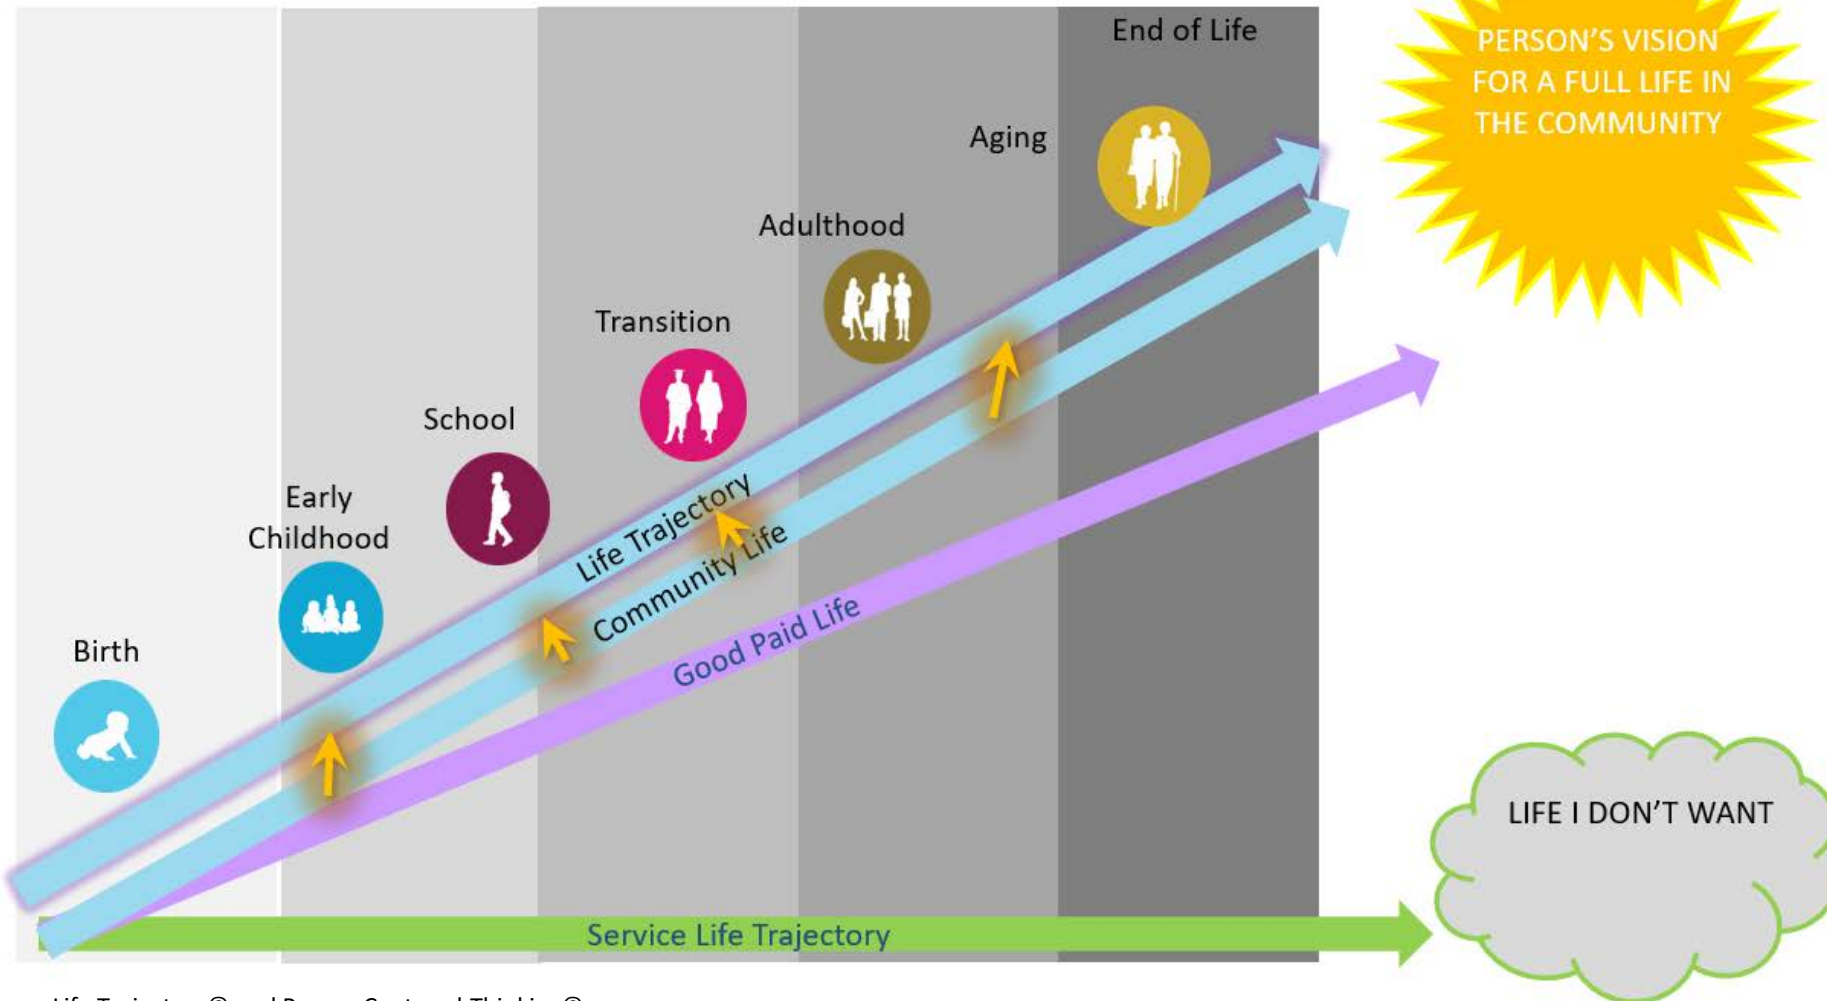 End of Life
PERSON'S VISION
FOR A FULL LIFE IN
THE COMMUNITY
Aging
Adulthood
Transition
School
Early
Childhood
Birth
Life Trajectory
Community Life
Good Paid Life
LIFE I DON'T WANT
Service Life Trajectory